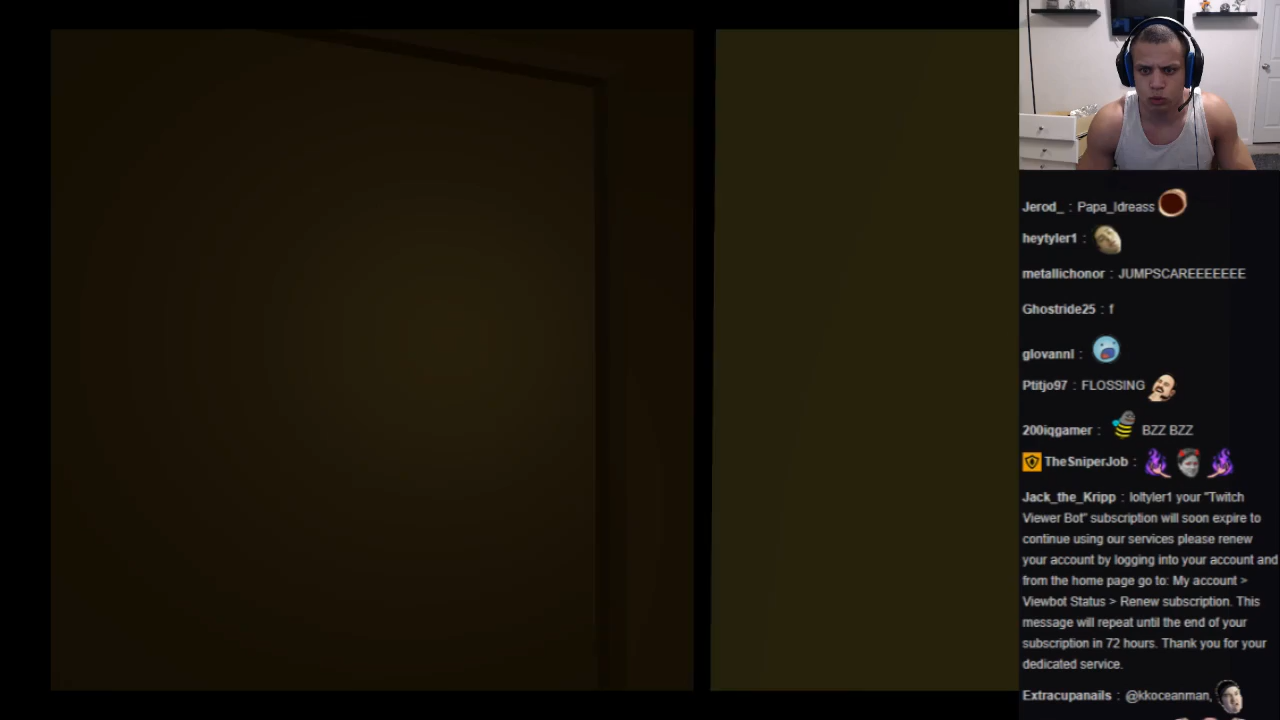 Jerod_ : Papa_Idreass
heytyler1 :
metallichonor : JUMPSCAREEEEEEE
Ghostride25 : f
giovannl :
Ptitjo97 : FLOSSING
200iqgamer : BZZ BZZ
TheSniperJob :
Jack_the_Kripp : loltyler1 your "Twitch
Viewer Bot" subscription will soon expire to
continue using our services please renew
your account by logging into your account and
from the home page go to: My account >
Viewbot Status > Renew subscription. This
message will repeat until the end of your
subscription in 72 hours. Thank you for your
dedicated service.
Extracupanails : @kkoceanman,